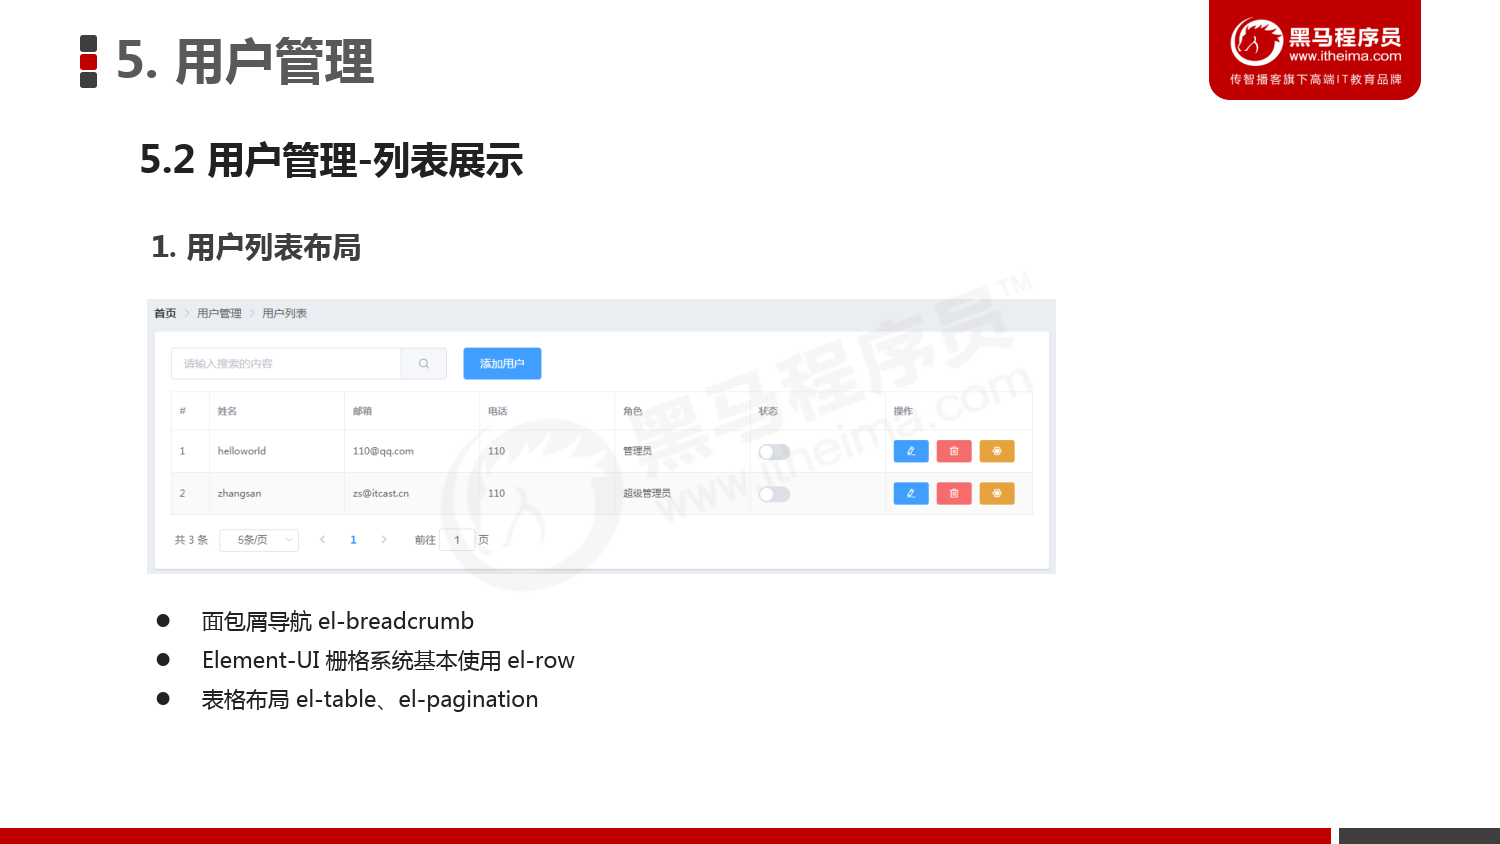 5. 用户管理
黑马程序员
www.itheima.com
传智播客旗下高端IT教育品牌
5.2 用户管理-列表展示
1. 用户列表布局
首页 > 用户管理 > 用户列表
请输入搜索的内容 添加用户
# 姓名 邮箱 电话 角色 状态 操作
1 helloworld 110@qq.com 110 管理员
2 zhangsan zs@itcast.cn 110 超级管理员
共 3 条 5条/页 < 1 > 前往 1 页
黑马程序员™
www.itheima.com
● 面包屑导航 el-breadcrumb
● Element-UI 栅格系统基本使用 el-row
● 表格布局 el-table、el-pagination